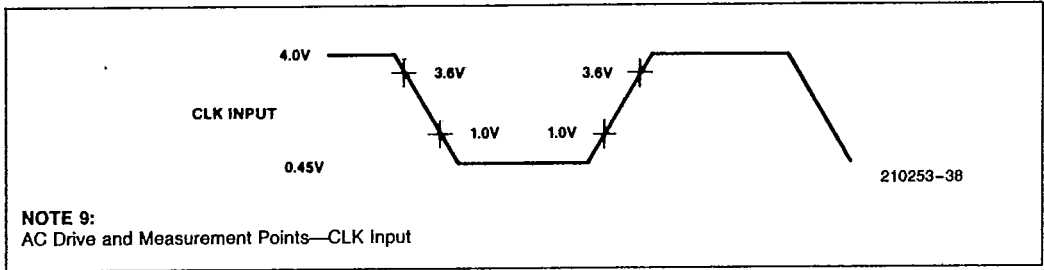 4.0V
3.6V 3.6V
CLK INPUT
1.0V 1.0V
0.45V
210253-38
NOTE 9:
AC Drive and Measurement Points—CLK Input